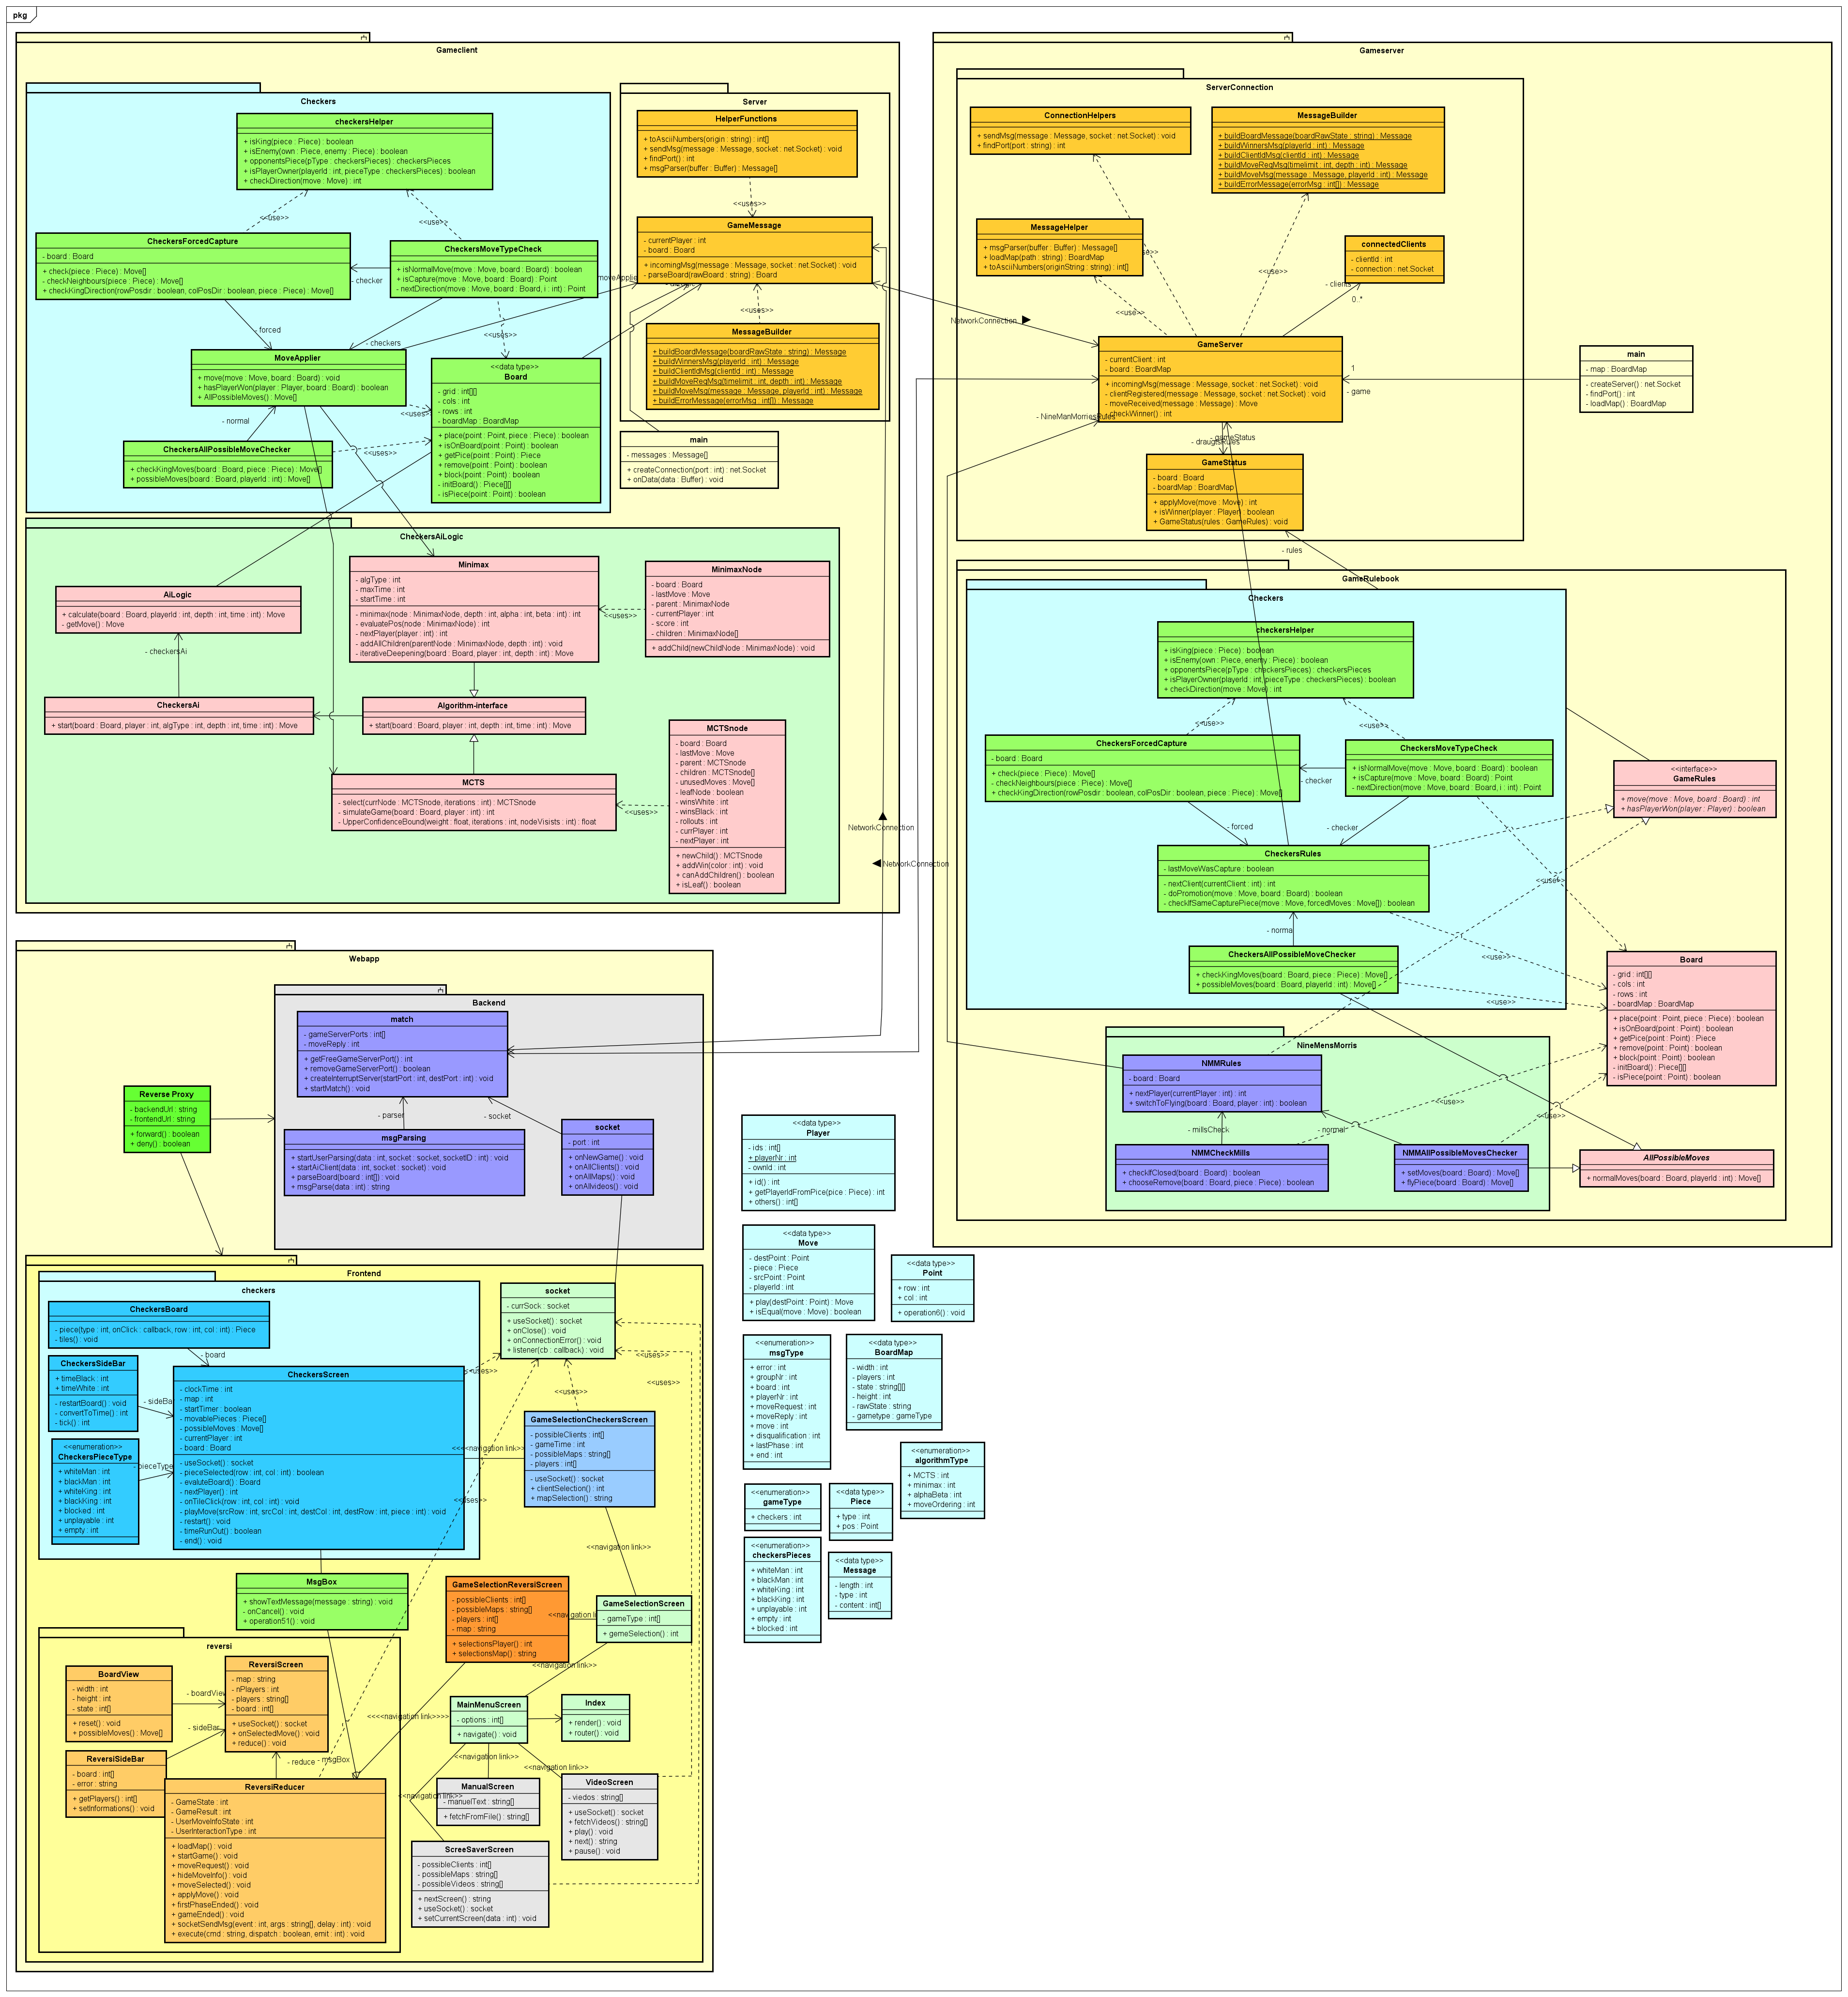 pkg
Gameclient
Checkers
checkersHelper
+ isKing(piece : Piece) : boolean
+ isEnemy(own : Piece, enemy : Piece) : boolean
+ opponentsPiece(pType : checkersPieces) : checkersPieces
+ isPlayerOwner(playerId : int, pieceType : checkersPieces) : boolean
+ checkDirection(move : Move) : int
<<use>>
<<uses>>
CheckersForcedCapture
- board : Board
+ check(piece : Piece) : Move[]
- checkNeighbours(piece : Piece) : Move[]
+ checkKingDirection(rowPosdir : boolean, colPosDir : boolean, piece : Piece) : Move[]
CheckersMoveTypeCheck
+ isNormalMove(move : Move, board : Board) : boolean
+ isCapture(move : Move, board : Board) : Point
- nextDirection(move : Move, board : Board, i : int) : Point
- checker
- forced
<<uses>>
- checkers
MoveApplier
+ move(move : Move, board : Board) : void
+ hasPlayerWon(player : Player, board : Board) : boolean
+ AllPossibleMoves() : Move[]
<<uses>>
- normal
CheckersAllPossibleMoveChecker
+ checkKingMoves(board : Board, piece : Piece) : Move[]
+ possibleMoves(board : Board, playerId : int) : Move[]
<<uses>>
<<data type>>
Board
- grid : int[][]
- cols : int
- rows : int
- boardMap : BoardMap
+ place(point : Point, piece : Piece) : boolean
+ isOnBoard(point : Point) : boolean
+ getPice(point : Point) : Piece
+ remove(point : Point) : boolean
+ block(point : Point) : boolean
- initBoard() : Piece[][]
- isPiece(point : Point) : boolean
Server
HelperFunctions
+ toAsciiNumbers(origin : string) : int[]
+ sendMsg(message : Message, socket : net.Socket) : void
+ findPort() : int
+ msgParser(buffer : Buffer) : Message[]
<<uses>>
GameMessage
- currentPlayer : int
- board : Board
+ incomingMsg(message : Message, socket : net.Socket) : void
- parseBoard(rawBoard : string) : Board
<<uses>>
MessageBuilder
+ buildBoardMessage(boardRawState : string) : Message
+ buildWinnersMsg(playerId : int) : Message
+ buildClientIdMsg(clientId : int) : Message
+ buildMoveReqMsg(timelimit : int, depth : int) : Message
+ buildMoveMsg(message : Message, playerId : int) : Message
+ buildErrorMessage(errorMsg : int[]) : Message
main
- messages : Message[]
+ createConnection(port : int) : net.Socket
+ onData(data : Buffer) : void
CheckersAiLogic
AiLogic
+ calculate(board : Board, playerId : int, depth : int, time : int) : Move
- getMove() : Move
- checkersAi
CheckersAi
+ start(board : Board, player : int, algType : int, depth : int, time : int) : Move
Minimax
- algType : int
- maxTime : int
- startTime : int
- minimax(node : MinimaxNode, depth : int, alpha : int, beta : int) : int
- evaluatePos(node : MinimaxNode) : int
- nextPlayer(player : int) : int
- addAllChildren(parentNode : MinimaxNode, depth : int) : void
- iterativeDeepening(board : Board, player : int, depth : int) : Move
<<uses>>
MinimaxNode
- board : Board
- lastMove : Move
- parent : MinimaxNode
- currentPlayer : int
- score : int
- children : MinimaxNode[]
+ addChild(newChildNode : MinimaxNode) : void
Algorithm-interface
+ start(board : Board, player : int, depth : int, time : int) : Move
MCTS
- select(currNode : MCTSnode, iterations : int) : MCTSnode
- simulateGame(board : Board, player : int) : int
- UpperConfidenceBound(weight : float, iterations : int, nodeVisists : int) : float
<<uses>>
MCTSnode
- board : Board
- lastMove : Move
- parent : MCTSnode
- children : MCTSnode[]
- unusedMoves : Move[]
- leafNode : boolean
- winsWhite : int
- winsBlack : int
- rollouts : int
- currPlayer : int
- nextPlayer : int
+ newChild() : MCTSnode
+ addWin(color : int) : void
+ canAddChildren() : boolean
+ isLeaf() : boolean
NetworkConnection
NetworkConnection
NetworkConnection
Gameserver
ServerConnection
ConnectionHelpers
+ sendMsg(message : Message, socket : net.Socket) : void
+ findPort(port : string) : int
MessageBuilder
+ buildBoardMessage(boardRawState : string) : Message
+ buildWinnersMsg(playerId : int) : Message
+ buildClientIdMsg(clientId : int) : Message
+ buildMoveReqMsg(timelimit : int, depth : int) : Message
+ buildMoveMsg(message : Message, playerId : int) : Message
+ buildErrorMessage(errorMsg : int[]) : Message
MessageHelper
+ msgParser(buffer : Buffer) : Message[]
+ loadMap(path : string) : BoardMap
+ toAsciiNumbers(originString : string) : int[]
connectedClients
- clientId : int
- connection : net.Socket
<<use>>
<<uses>>
- clients
0..*
GameServer
- currentClient : int
- board : BoardMap
+ incomingMsg(message : Message, socket : net.Socket) : void
+ clientRegistered(message : Message, socket : net.Socket) : void
- moveReceived(message : Message) : Move
- checkWinner() : int
1
- game
main
- map : BoardMap
- createServer() : net.Socket
- findPort() : int
- loadMap() : BoardMap
- NineManMorriesRules
- gameStatus
- draugtsRules
GameStatus
- board : Board
- boardMap : BoardMap
+ applyMove(move : Move) : int
+ isWinner(player : Player) : boolean
+ GameStatus(rules : GameRules) : void
- rules
GameRulebook
Checkers
checkersHelper
+ isKing(piece : Piece) : boolean
+ isEnemy(own : Piece, enemy : Piece) : boolean
+ opponentsPiece(pType : checkersPieces) : checkersPieces
+ isPlayerOwner(playerId : int, pieceType : checkersPieces) : boolean
+ checkDirection(move : Move) : int
<<use>>
<<use>>
CheckersForcedCapture
- board : Board
+ check(piece : Piece) : Move[]
- checkNeighbours(piece : Piece) : Move[]
+ checkKingDirection(rowPosdir : boolean, colPosDir : boolean, piece : Piece) : Move[]
CheckersMoveTypeCheck
+ isNormalMove(move : Move, board : Board) : boolean
+ isCapture(move : Move, board : Board) : Point
- nextDirection(move : Move, board : Board, i : int) : Point
- checker
- forced
- checker
CheckersRules
- lastMoveWasCapture : boolean
- nextClient(currentClient : int) : int
- doPromotion(move : Move, board : Board) : boolean
- checkIfSameCapturePiece(move : Move, forcedMoves : Move[]) : boolean
CheckersAllPossibleMoveChecker
+ checkKingMoves(board : Board, piece : Piece) : Move[]
+ possibleMoves(board : Board, playerId : int) : Move[]
<<use>>
<<use>>
<<use>>
<<interface>>
GameRules
+ move(move : Move, board : Board) : int
+ hasPlayerWon(player : Player) : boolean
Board
- grid : int[][]
- cols : int
- rows : int
- boardMap : BoardMap
+ place(point : Point, piece : Piece) : boolean
+ isOnBoard(point : Point) : boolean
+ getPice(point : Point) : Piece
+ remove(point : Point) : boolean
+ block(point : Point) : boolean
- initBoard() : Piece[][]
- isPiece(point : Point) : boolean
NineMensMorris
NMMRules
- board : Board
+ nextPlayer(currentPlayer : int) : int
+ switchToFlying(board : Board, player : int) : boolean
- millsCheck
- normal
<<use>>
<<use>>
NMMCheckMills
+ checkIfClosed(board : Board) : boolean
+ chooseRemove(board : Board, piece : Piece) : boolean
NMMAllPossibleMovesChecker
+ setMoves(board : Board) : Move[]
+ flyPiece(board : Board) : Move[]
AllPossibleMoves
+ normalMoves(board : Board, playerId : int) : Move[]
Webapp
Backend
match
- gameServerPorts : int[]
- moveReply : int
+ getFreeGameServerPort() : int
+ removeGameServerPort() : boolean
+ createInterruptServer(startPort : int, destPort : int) : void
+ startMatch() : void
- parser
- socket
msgParsing
+ startUserParsing(data : int, socket : socket, socketID : int) : void
+ startAiClient(data : int, socket : socket) : void
+ parseBoard(board : int[]) : void
+ msgParse(data : int) : string
socket
- port : int
+ onNewGame() : void
+ onAllClients() : void
+ onAllMaps() : void
+ onAllvideos() : void
Reverse Proxy
- backendUrl : string
- frontendUrl : string
+ forward() : boolean
+ deny() : boolean
Frontend
checkers
CheckersBoard
- piece(type : int, onClick : callback, row : int, col : int) : Piece
- tiles() : void
- board
CheckersSideBar
+ timeBlack : int
+ timeWhite : int
- restartBoard() : void
- convertToTime() : int
- tick() : int
<<enumeration>>
CheckersPieceType
+ whiteMan : int
+ blackMan : int
+ whiteKing : int
+ blackKing : int
+ blocked : int
+ unplayable : int
+ empty : int
CheckersScreen
- clockTime : int
- map : int
- startTimer : boolean
- movablePieces : Piece[]
- possibleMoves : Move[]
- currentPlayer : int
- board : Board
- useSocket() : socket
- pieceSelected(row : int, col : int) : boolean
- evaluteBoard() : Board
- nextPlayer() : int
- onTileClick(row : int, col : int) : void
- playMove(srcRow : int, srcCol : int, destCol : int, destRow : int, piece : int) : void
- restart() : void
- timeRunOut() : boolean
- end() : void
socket
- currSock : socket
+ useSocket() : socket
+ onClose() : void
+ onConnectionError() : void
+ listener(cb : callback) : void
<<uses>>
<<uses>>
<<uses>>
<<uses>>
GameSelectionCheckersScreen
- possibleClients : int[]
- gameTime : int
- possibleMaps : string[]
- players : int[]
- useSocket() : socket
+ clientSelection() : int
+ mapSelection() : string
<<navigation link>>
MsgBox
+ showTextMessage(message : string) : void
- onCancel() : void
+ operation51() : void
GameSelectionReversiScreen
- possibleClients : int[]
- possibleMaps : string[]
- players : int[]
- map : string
+ selectionsPlayer() : int
+ selectionsMap() : string
GameSelectionScreen
- gameType : int[]
+ gemeSelection() : int
<<navigation link>>
reversi
BoardView
- width : int
- height : int
- state : int[]
+ reset() : void
+ possibleMoves() : Move[]
- sideBar
ReversiScreen
- map : string
- nPlayers : int
- players : string[]
- board : int[]
+ useSocket() : socket
+ onSelectedMove() : void
+ reduce() : void
- reduce
- msgBox
ReversiSideBar
- board : int[]
- error : string
+ getPlayers() : int[]
+ setInformations() : void
ReversiReducer
- GameState : int
- GameResult : int
- UserMoveInfoState : int
- UserInteractionType : int
+ loadMap() : void
+ startGame() : void
+ moveRequest() : void
+ hideMoveInfo() : void
+ moveSelected() : void
+ applyMove() : void
+ firstPhaseEnded() : void
+ gameEnded() : void
+ socketSendMsg(event : int, args : string[], delay : int) : void
+ execute(cmd : string, dispatch : boolean, emit : int) : void
MainMenuScreen
- options : int[]
+ navigate() : void
Index
+ render() : void
+ router() : void
<<navigation link>>
<<navigation link>>
<<navigation link>>
ManualScreen
- manuelText : string[]
+ fetchFromFile() : string[]
VideoScreen
- viedos : string[]
+ useSocket() : socket
+ fetchVideos() : string[]
+ play() : void
+ next() : string
+ pause() : void
ScreeSaverScreen
- possibleClients : int[]
- possibleMaps : string[]
- possibleVideos : string[]
+ nextScreen() : string
+ useSocket() : socket
+ setCurrentScreen(data : int) : void
<<data type>>
Player
- ids : int[]
+ playerNr : int
- ownId : int
+ id() : int
+ getPlayerIdFromPice(pice : Piece) : int
+ others() : int[]
<<data type>>
Move
- destPoint : Point
- piece : Piece
- srcPoint : Point
- playerId : int
+ play(destPoint : Point) : Move
+ isEqual(move : Move) : boolean
<<data type>>
Point
+ row : int
+ col : int
+ operation6() : void
<<enumeration>>
msgType
+ error : int
+ groupNr : int
+ board : int
+ playerNr : int
+ moveRequest : int
+ moveReply : int
+ move : int
+ disqualification : int
+ lastPhase : int
+ end : int
<<data type>>
BoardMap
- width : int
- players : int
- state : string[][]
- height : int
- rawState : string
- gametype : gameType
<<enumeration>>
algorithmType
+ MCTS : int
+ minimax : int
+ alphaBeta : int
+ moveOrdering : int
<<enumeration>>
gameType
+ checkers : int
<<data type>>
Piece
+ type : int
+ pos : Point
<<enumeration>>
checkersPieces
+ whiteMan : int
+ blackMan : int
+ whiteKing : int
+ blackKing : int
+ unplayable : int
+ empty : int
+ blocked : int
<<data type>>
Message
- length : int
- type : int
- content : int[]